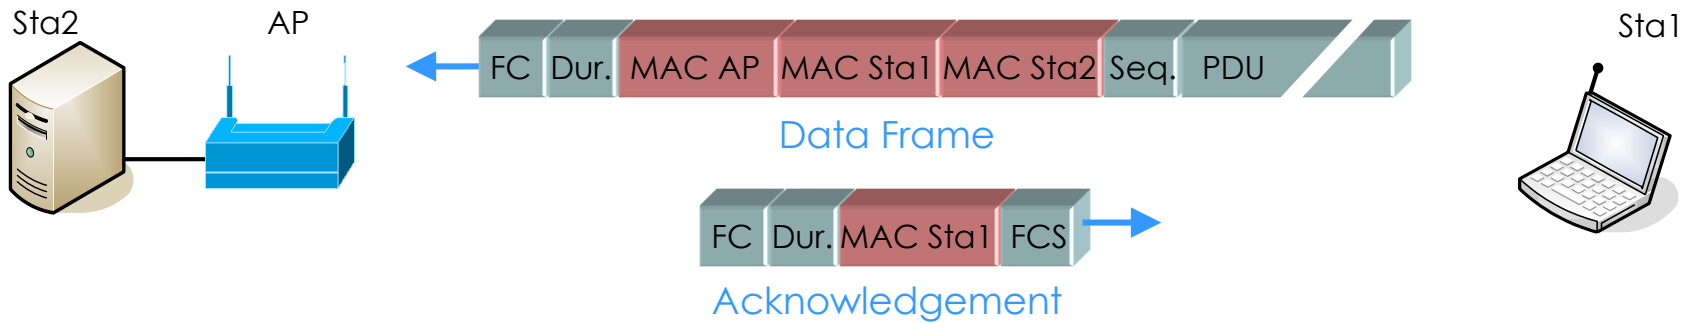 Sta2 AP Sta1
FC Dur. MAC AP MAC Sta1 MAC Sta2 Seq. PDU
Data Frame
FC Dur. MAC Sta1 FCS
Acknowledgement